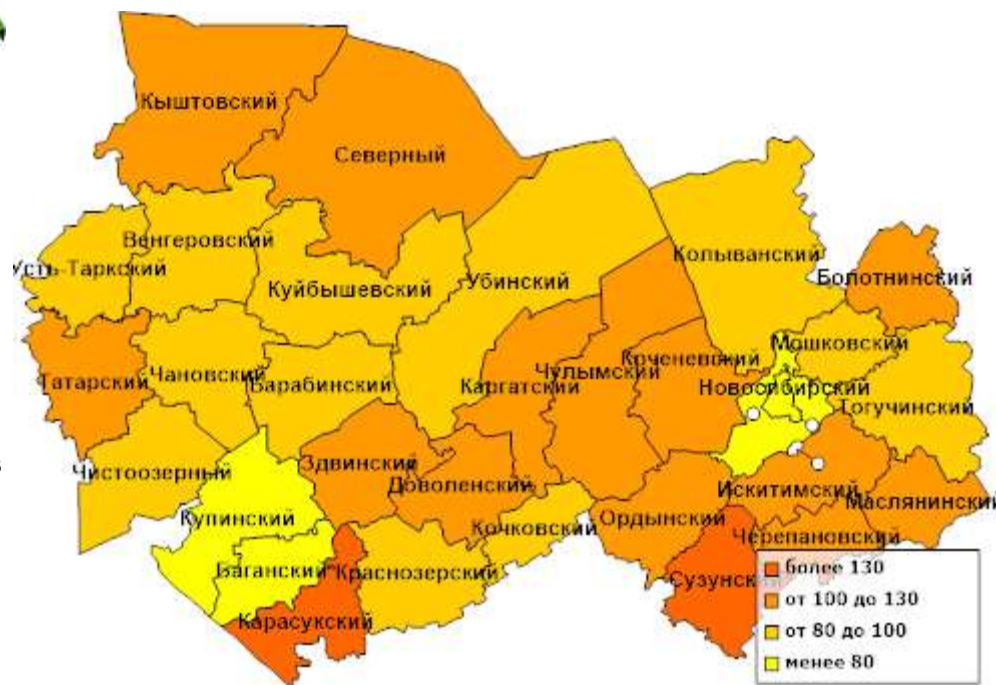 Кыштовский
Северный
Венгеровский
Колыванский
Усть-Таркский
Болотнинский
Куйбышевский
Убинский
Мошковский
Коченевский
Чулымский
Татарский
Чановский
Барабинский
Каргатский
Новосибирский
Тогучинский
Здвинский
Чистоозерный
Доволенский
Искитимский
Маслянинский
Купинский
Кочковский
Ордынский
Черепановский
Баганский
Краснозерский
Сузунский
Карасукский
более 130
от 100 до 130
от 80 до 100
менее 80